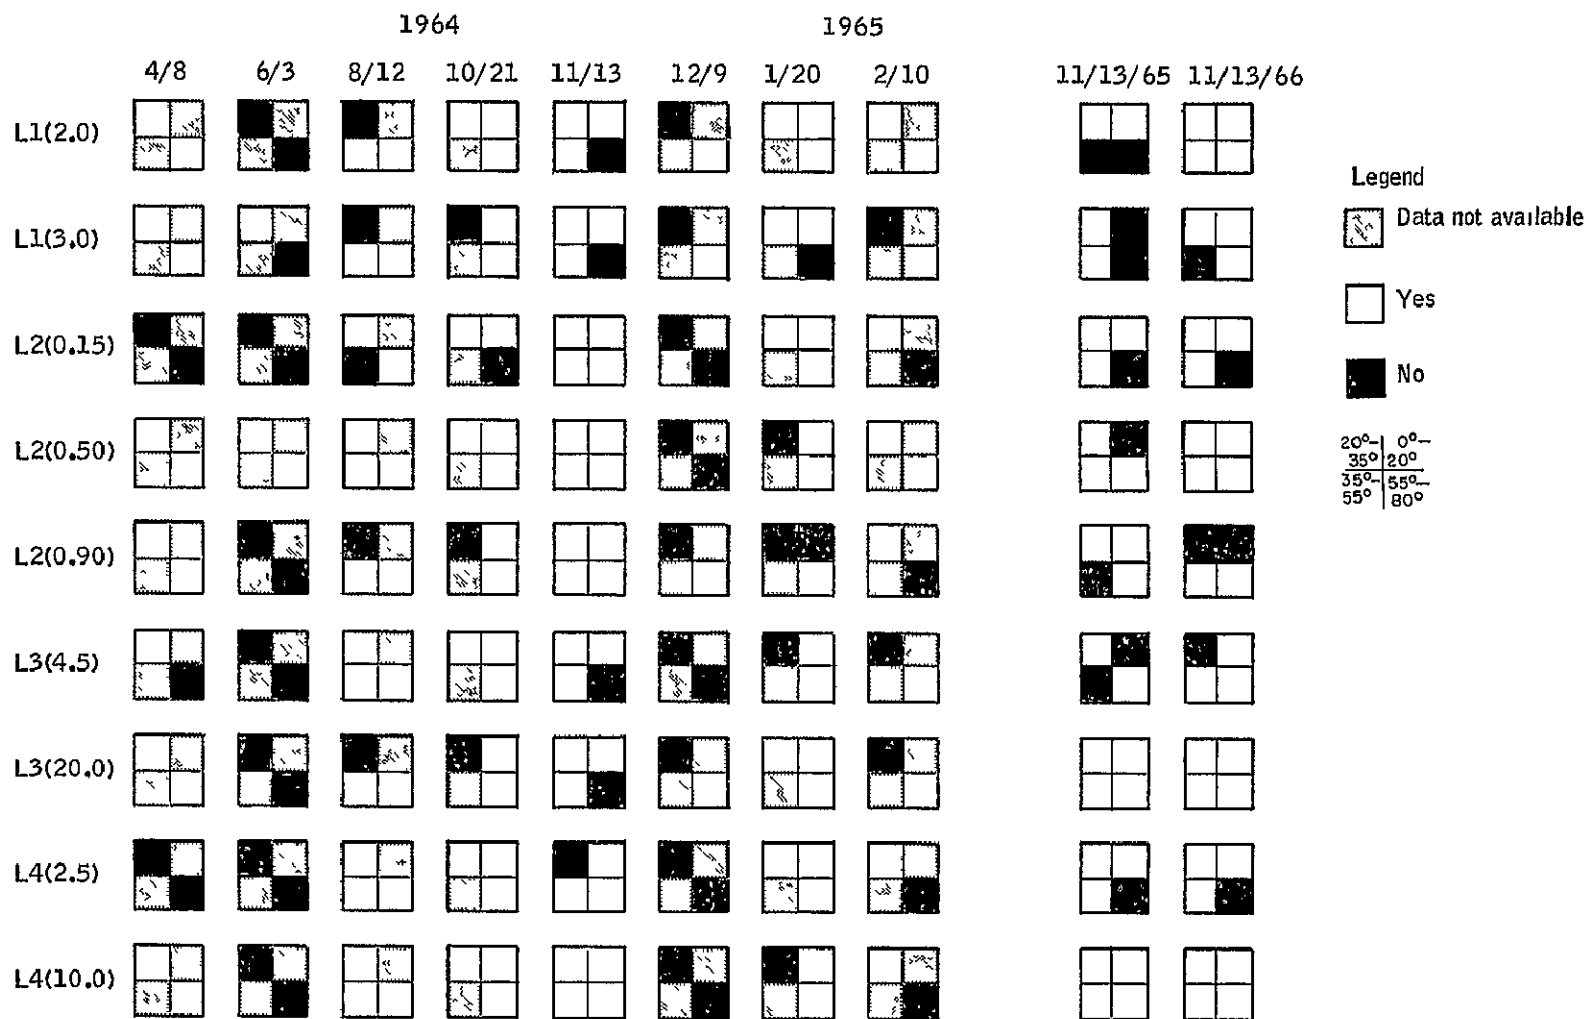 1964 1965
4/8 6/3 8/12 10/21 11/13 12/9 1/20 2/10 11/13/65 11/13/66
L1(2.0)
L1(3.0)
L2(0.15)
L2(0.50)
L2(0.90)
L3(4.5)
L3(20.0)
L4(2.5)
L4(10.0)
Legend
Data not available
Yes
No
20°- 0°-
35° 20°
35°- 55°-
55° 80°